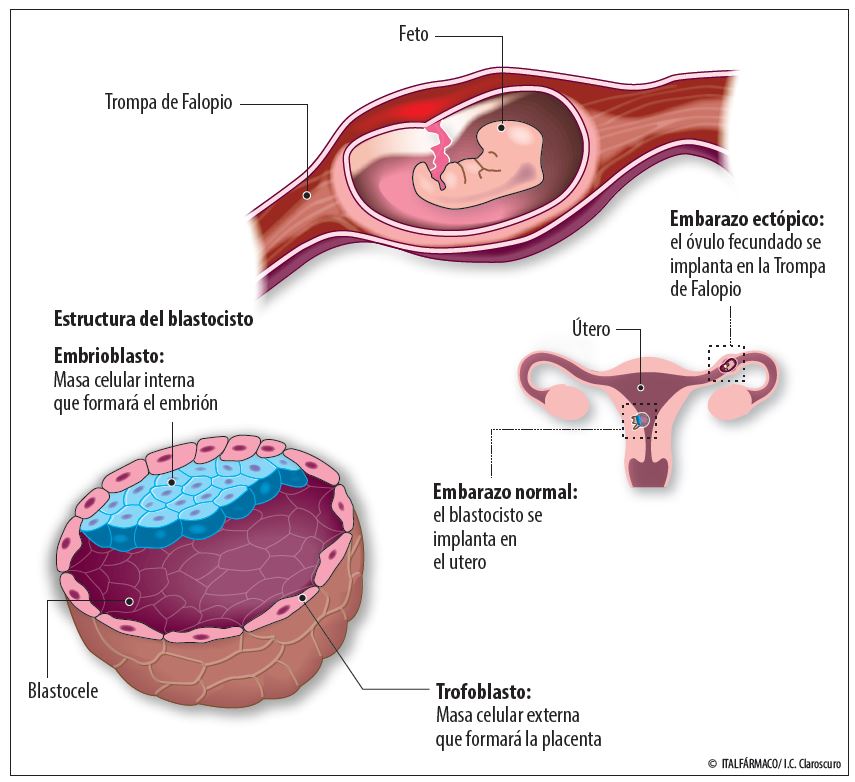 Feto
Trompa de Falopio
Embarazo ectópico:
el óvulo fecundado se
implanta en la Trompa
de Falopio
Estructura del blastocisto
Embrioblasto:
Masa celular interna
que formará el embrión
Útero
Embarazo normal:
el blastocisto se
implanta en
el utero
Blastocele
Trofoblasto:
Masa celular externa
que formará la placenta
© ITALFÁRMACO/ I.C. Claroscuro